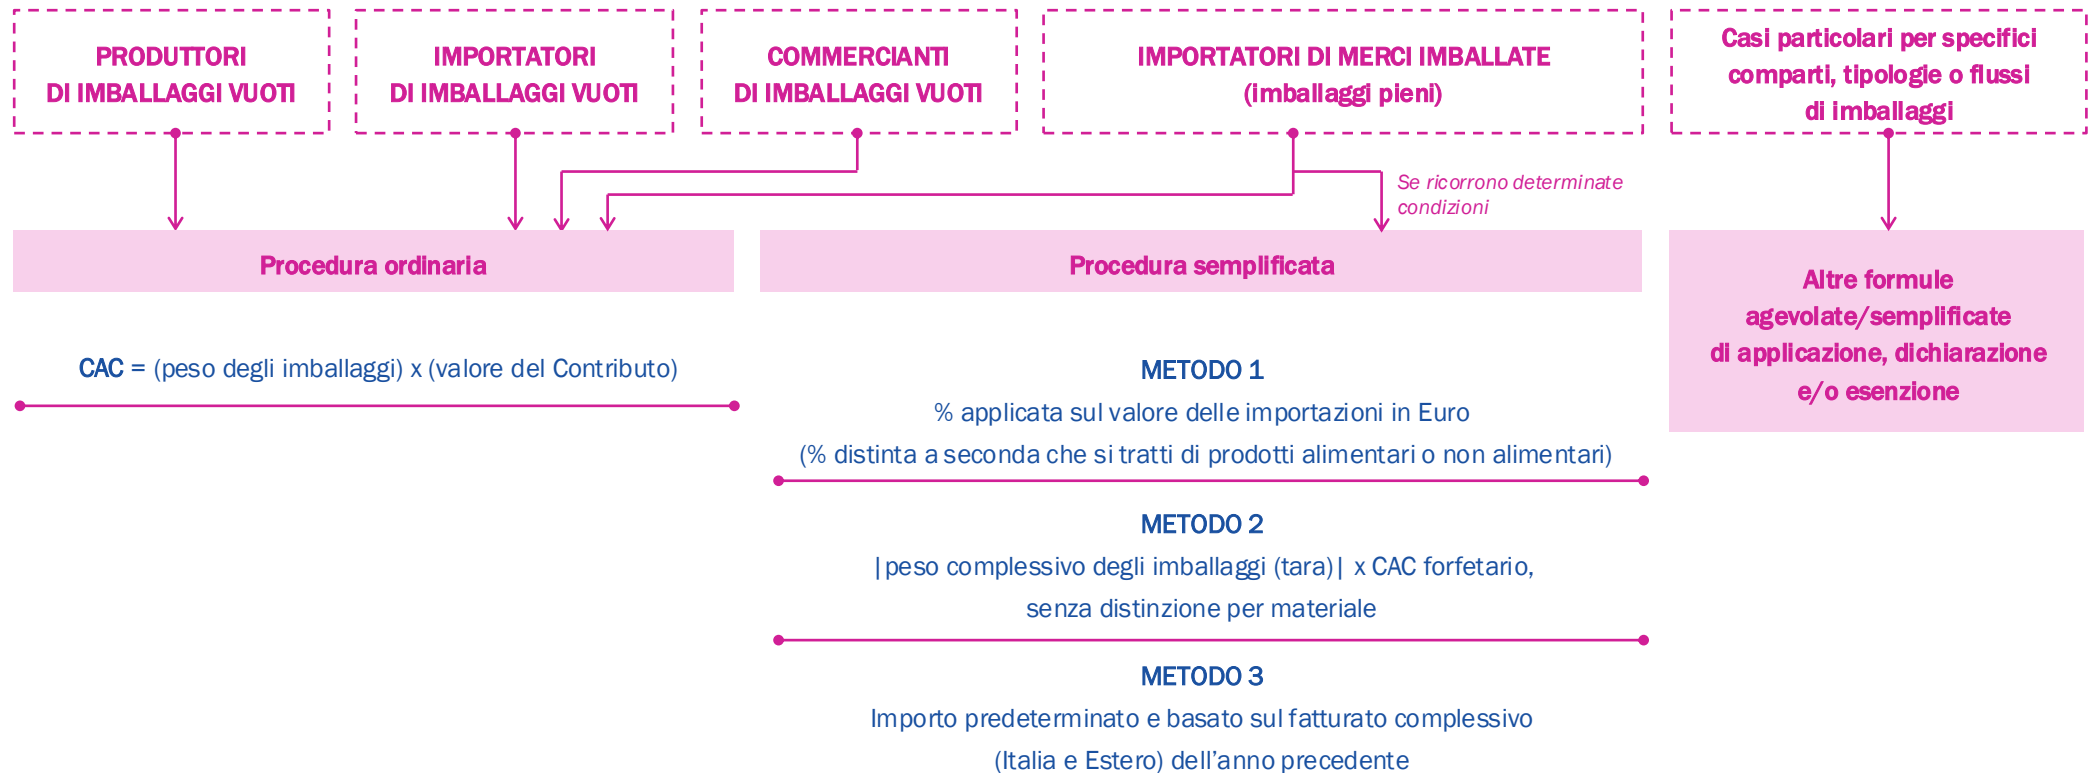 PRODUTTORI
DI IMBALLAGGI VUOTI
IMPORTATORI
DI IMBALLAGGI VUOTI
COMMERCIANTI
DI IMBALLAGGI VUOTI
IMPORTATORI DI MERCI IMBALLATE
(imballaggi pieni)
Casi particolari per specifici
comparti, tipologie o flussi
di imballaggi
Se ricorrono determinate
condizioni
Procedura ordinaria
CAC = (peso degli imballaggi) x (valore del Contributo)
Procedura semplificata
METODO 1
% applicata sul valore delle importazioni in Euro
(% distinta a seconda che si tratti di prodotti alimentari o non alimentari)
METODO 2
|peso complessivo degli imballaggi (tara)| x CAC forfetario,
senza distinzione per materiale
METODO 3
Importo predeterminato e basato sul fatturato complessivo
(Italia e Estero) dell'anno precedente
Altre formule
agevolate/semplificate
di applicazione, dichiarazione
e/o esenzione